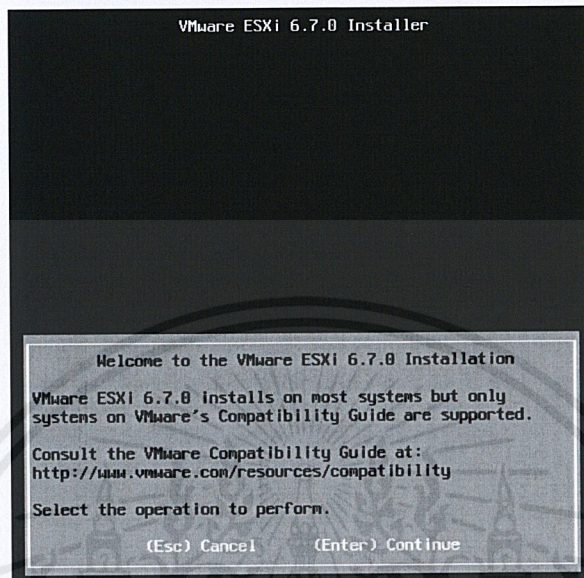 VMware ESXi 6.7.0 Installer
Welcome to the VMware ESXi 6.7.0 Installation
VMware ESXi 6.7.0 installs on most systems but only
systems on VMware's Compatibility Guide are supported.
Consult the VMware Compatibility Guide at:
http://www.vmware.com/resources/compatibility
Select the operation to perform.
(Esc) Cancel (Enter) Continue